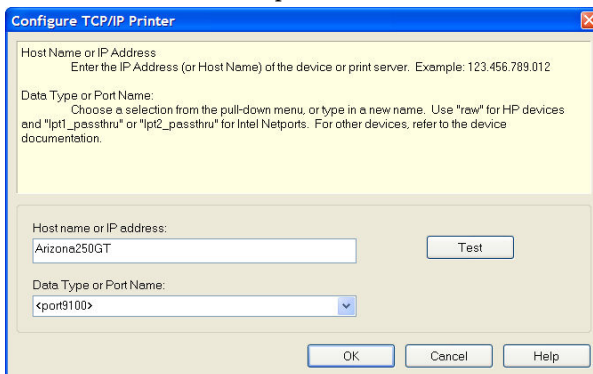 Configure TCP/IP Printer
Host Name or IP Address
Enter the IP Address (or Host Name) of the device or print server. Example: 123.456.789.012
Data Type or Port Name:
Choose a selection from the pull-down menu, or type in a new name. Use "raw" for HP devices
and "lpt1_passthru" or "lpt2_passthru" for Intel Netports. For other devices, refer to the device
documentation.
Host name or IP address:
Arizona250GT
Test
Data Type or Port Name:
<port9100>
OK
Cancel
Help